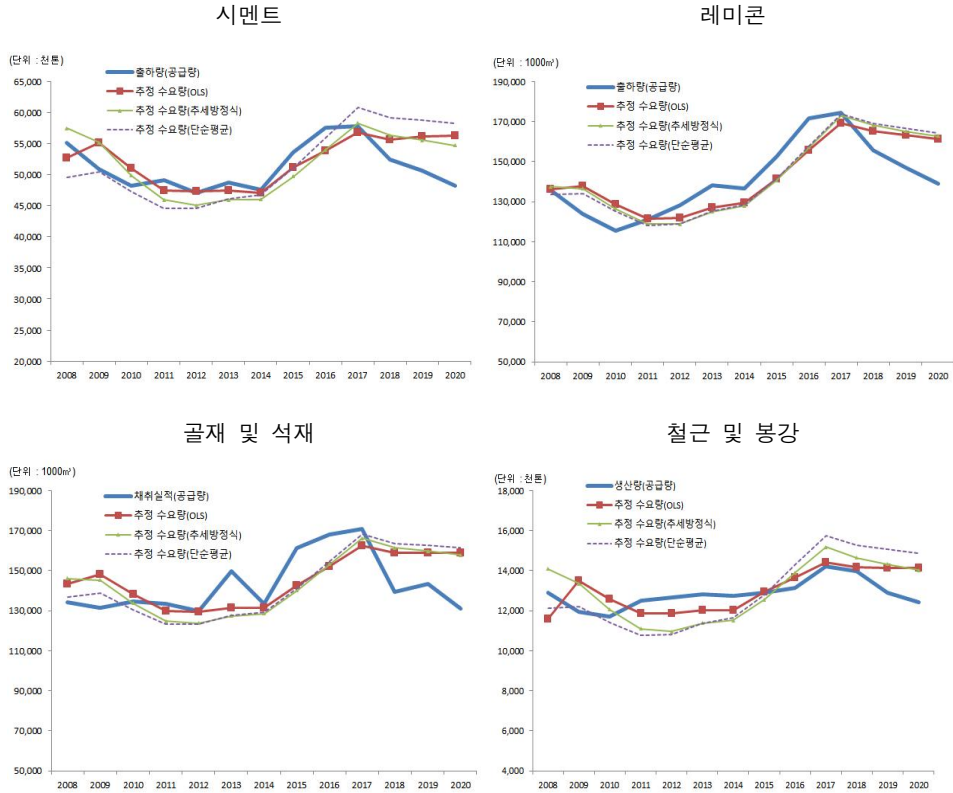 시멘트
(단위 : 천톤)
출하량(공급량)
추정 수요량(OLS)
추정 수요량(추세방정식)
추정 수요량(단순평균)
65,000
60,000
55,000
50,000
45,000
40,000
35,000
30,000
25,000
20,000
2008 2009 2010 2011 2012 2013 2014 2015 2016 2017 2018 2019 2020
레미콘
(단위 : 1000㎥)
출하량(공급량)
추정 수요량(OLS)
추정 수요량(추세방정식)
추정 수요량(단순평균)
190,000
170,000
150,000
130,000
110,000
90,000
70,000
50,000
2008 2009 2010 2011 2012 2013 2014 2015 2016 2017 2018 2019 2020
골재 및 석재
(단위 : 1000㎥)
채취실적(공급량)
추정 수요량(OLS)
추정 수요량(추세방정식)
추정 수요량(단순평균)
190,000
170,000
150,000
130,000
110,000
90,000
70,000
50,000
2008 2009 2010 2011 2012 2013 2014 2015 2016 2017 2018 2019 2020
철근 및 봉강
(단위 : 천톤)
생산량(공급량)
추정 수요량(OLS)
추정 수요량(추세방정식)
추정 수요량(단순평균)
18,000
16,000
14,000
12,000
10,000
8,000
6,000
4,000
2008 2009 2010 2011 2012 2013 2014 2015 2016 2017 2018 2019 2020